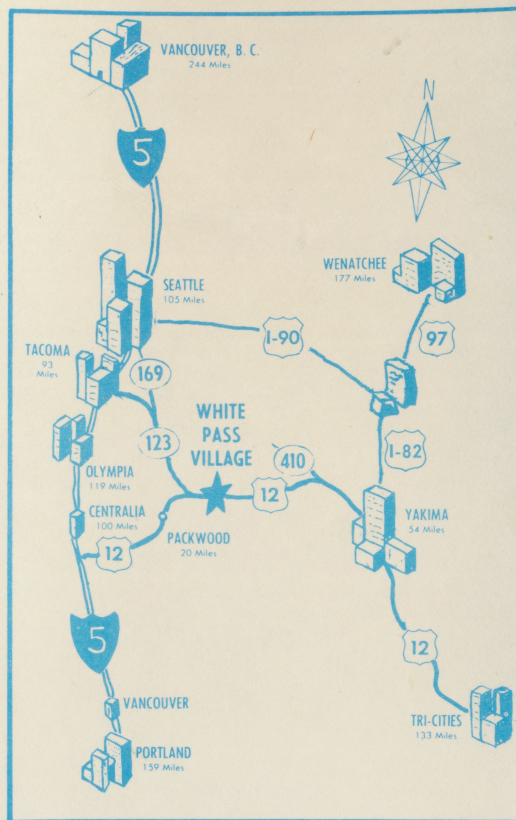 VANCOUVER, B. C.
244 Miles
N
5
WENATCHEE
177 Miles
SEATTLE
105 Miles
I-90
97
TACOMA
93
Miles
169
WHITE
PASS
VILLAGE
123
410
I-82
OLYMPIA
119 Miles
12
YAKIMA
54 Miles
CENTRALIA
100 Miles
PACKWOOD
20 Miles
12
5
12
VANCOUVER
TRI-CITIES
133 Miles
PORTLAND
159 Miles